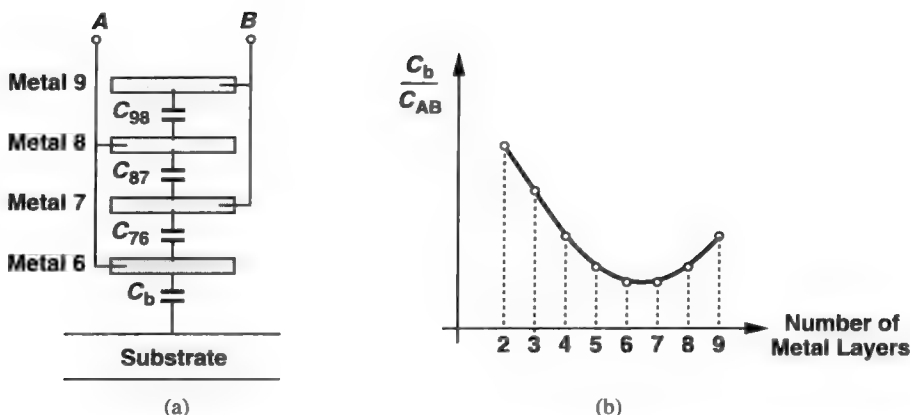 A
B
Metal 9
C98
Metal 8
C87
Metal 7
C76
Metal 6
Cb
Substrate
(a)
Cb
CAB
2 3 4 5 6 7 8 9
Number of
Metal Layers
(b)